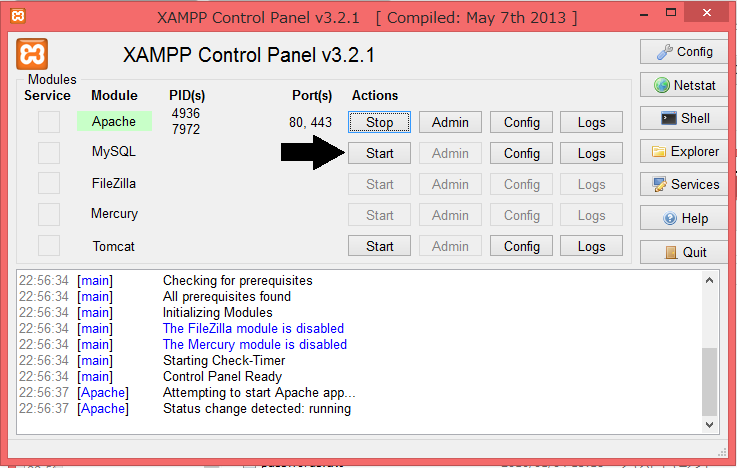 XAMPP Control Panel v3.2.1 [ Compiled: May 7th 2013 ]
XAMPP Control Panel v3.2.1
Config
Modules
Service Module PID(s) Port(s) Actions
Netstat
Apache 4936 7972 80, 443 Stop Admin Config Logs
Shell
MySQL Start Admin Config Logs
Explorer
FileZilla Start Admin Config Logs
Services
Mercury Start Admin Config Logs
Help
Tomcat Start Admin Config Logs
Quit
22:56:34 [main] Checking for prerequisites
22:56:34 [main] All prerequisites found
22:56:34 [main] Initializing Modules
22:56:34 [main] The FileZilla module is disabled
22:56:34 [main] The Mercury module is disabled
22:56:34 [main] Starting Check-Timer
22:56:34 [main] Control Panel Ready
22:56:37 [Apache] Attempting to start Apache app...
22:56:37 [Apache] Status change detected: running